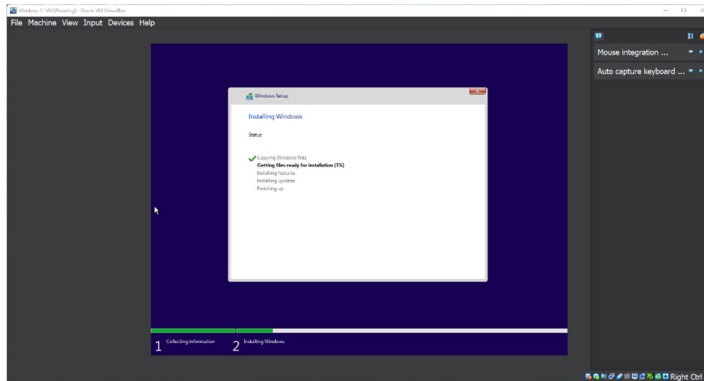 Windows 11 VM [Running] - Oracle VM VirtualBox
File Machine View Input Devices Help
Mouse integration ...
Auto capture keyboard ...
Windows Setup
Installing Windows
Status
Copying Windows files
Getting files ready for installation (5%)
Installing features
Installing updates
Finishing up
1 Collecting information
2 Installing Windows
Right Ctrl